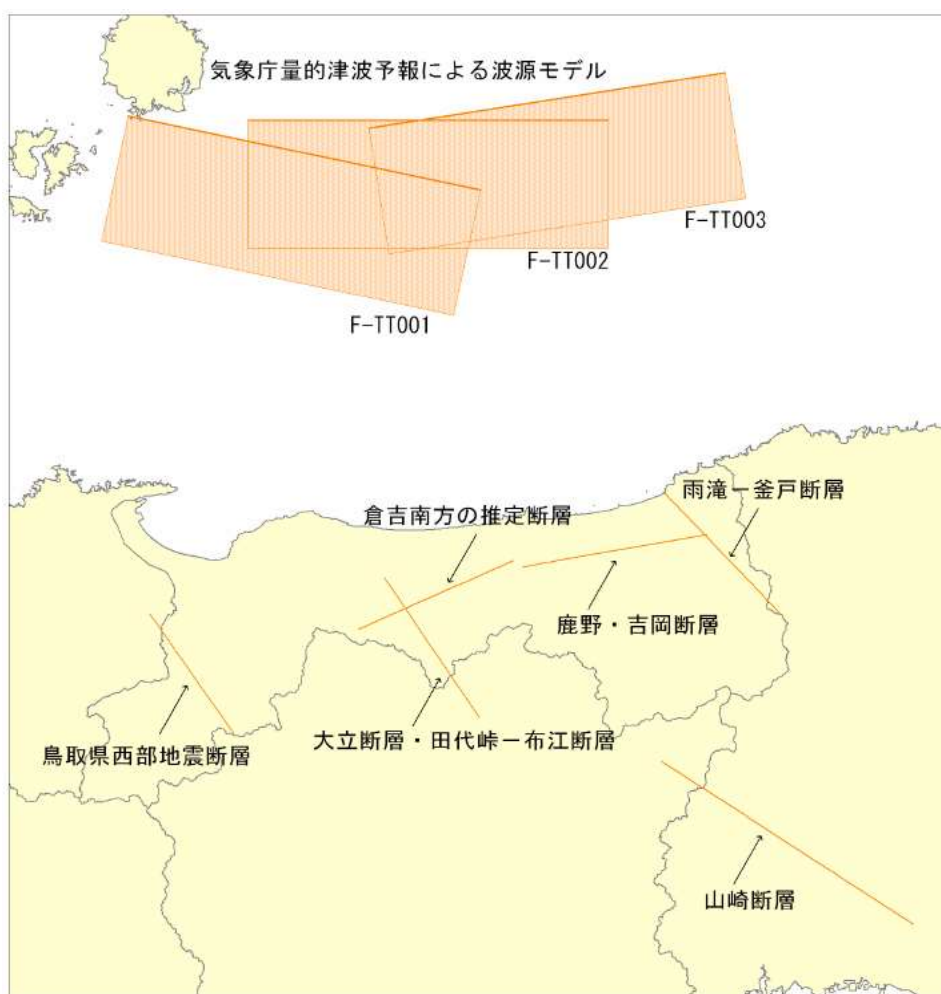 気象庁量的津波予報による波源モデル
F-TT003
F-TT002
F-TT001
雨滝－釜戸断層
倉吉南方の推定断層
鹿野・吉岡断層
大立断層・田代峠－布江断層
鳥取県西部地震断層
山崎断層